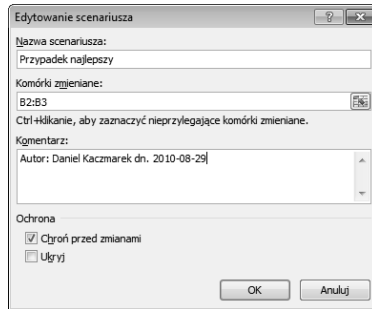 Edytowanie scenariusza
Nazwa scenariusza:
Przypadek najlepszy
Komórki zmieniane:
B2:B3
Ctrl+klikanie, aby zaznaczyć nieprzylegające komórki zmieniane.
Komentarz:
Autor: Daniel Kaczmarek dn. 2010-08-29
Ochrona
Chroń przed zmianami
Ukryj
OK Anuluj